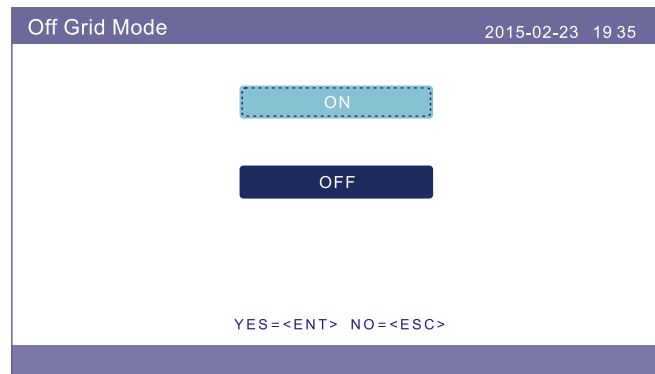 Off Grid Mode 2015-02-23 19 35
ON
OFF
YES=<ENT> NO=<ESC>